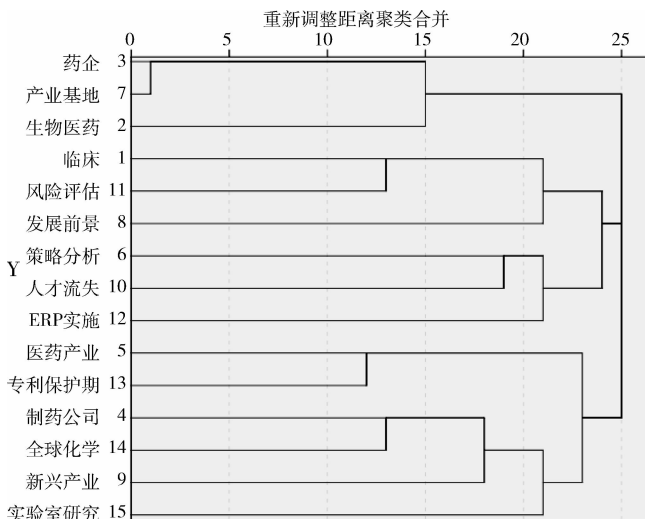 重新调整距离聚类合并
0 5 10 15 20 25
药企 3
产业基地 7
生物医药 2
临床 1
风险评估 11
发展前景 8
Y
策略分析 6
人才流失 10
ERP实施 12
医药产业 5
专利保护期 13
制药公司 4
全球化学 14
新兴产业 9
实验室研究 15